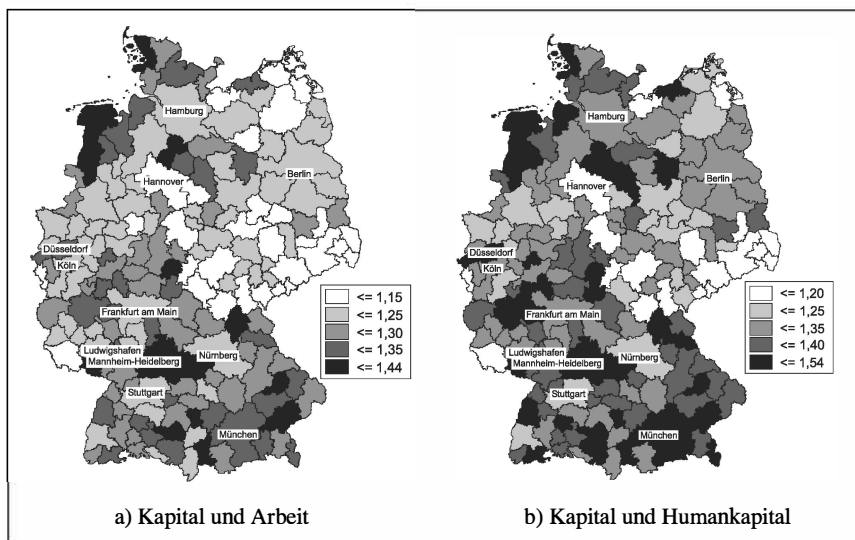 Hamburg
Berlin
Hannover
Düsseldorf
Köln
Frankfurt am Main
Ludwigshafen
Mannheim-Heidelberg
Nürnberg
Stuttgart
München
<= 1,15
<= 1,25
<= 1,30
<= 1,35
<= 1,44
a) Kapital und Arbeit
Hamburg
Berlin
Hannover
Düsseldorf
Köln
Frankfurt am Main
Ludwigshafen
Mannheim-Heidelberg
Nürnberg
Stuttgart
München
<= 1,20
<= 1,25
<= 1,35
<= 1,40
<= 1,54
b) Kapital und Humankapital